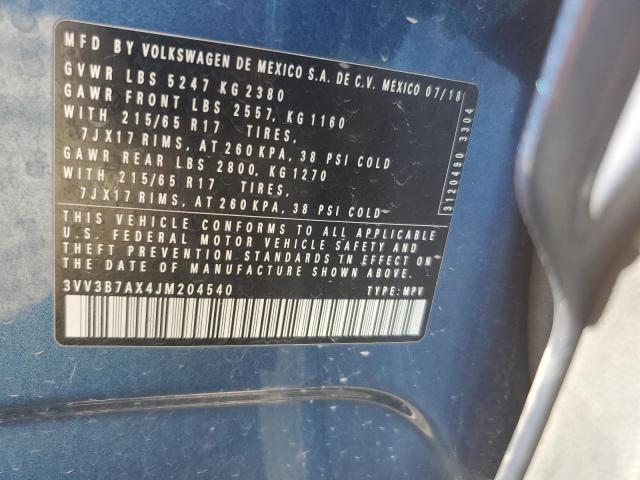 MFD BY VOLKSWAGEN DE MEXICO S.A. DE C.V. MEXICO 07/18
GVWR LBS 5247 KG 2380
GAWR FRONT LBS 2557, KG 1160
WITH 215/65 R17 TIRES,
7JX17 RIMS, AT 260 KPA, 38 PSI COLD
GAWR REAR LBS 2800, KG 1270
WITH 215/65 R17 TIRES,
7JX17 RIMS, AT 260 KPA, 38 PSI COLD
THIS VEHICLE CONFORMS TO ALL APPLICABLE
U.S. FEDERAL MOTOR VEHICLE SAFETY AND
THEFT PREVENTION STANDARDS IN EFFECT ON
THE DATE OF MANUFACTURE SHOWN ABOVE.
3VV3B7AX4JM204540 TYPE: MPV
3120490 3304